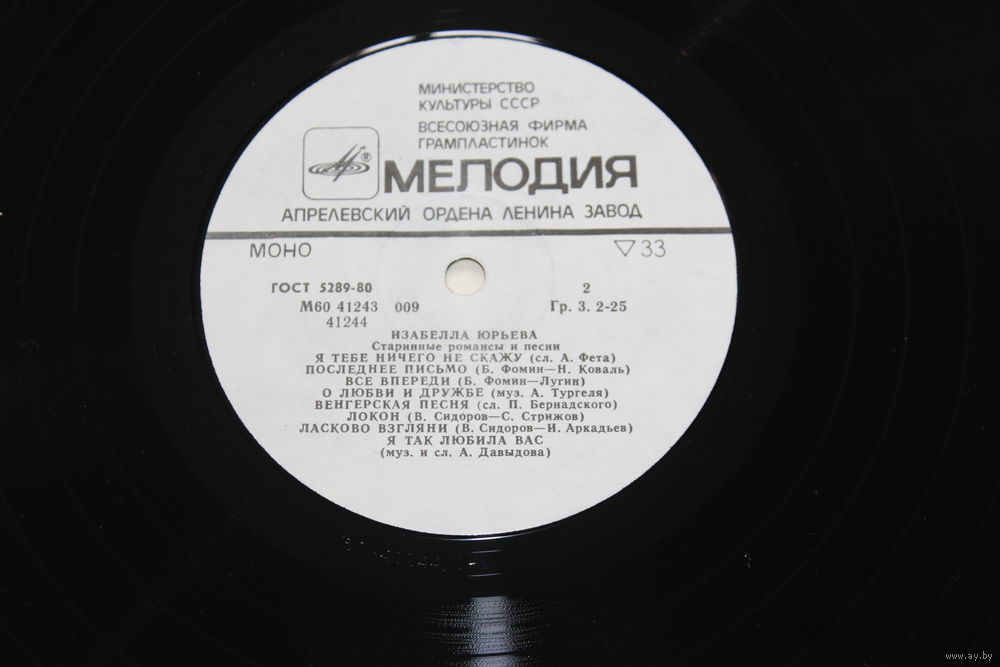 МИНИСТЕРСТВО
КУЛЬТУРЫ СССР
ВСЕСОЮЗНАЯ ФИРМА
ГРАМПЛАСТИНОК
® МЕЛОДИЯ
АПРЕЛЕВСКИЙ ОРДЕНА ЛЕНИНА ЗАВОД
МОНО ▽33
ГОСТ 5289-80 2
М60 41243 009 Гр. 3. 2-25
41244
ИЗАБЕЛЛА ЮРЬЕВА
Старинные романсы и песни
Я ТЕБЕ НИЧЕГО НЕ СКАЖУ (сл. А. Фета)
ПОСЛЕДНЕЕ ПИСЬМО (Б. Фомин—Н. Коваль)
ВСЕ ВПЕРЕДИ (Б. Фомин—Лугин)
О ЛЮБВИ И ДРУЖБЕ (муз. А. Тургеля)
ВЕНГЕРСКАЯ ПЕСНЯ (сл. П. Бернадского)
ЛОКОН (В. Сидоров—С. Стрижов)
ЛАСКОВО ВЗГЛЯНИ (В. Сидоров—И. Аркадьев)
Я ТАК ЛЮБИЛА ВАС
(муз. и сл. А. Давыдова)
www.ay.by